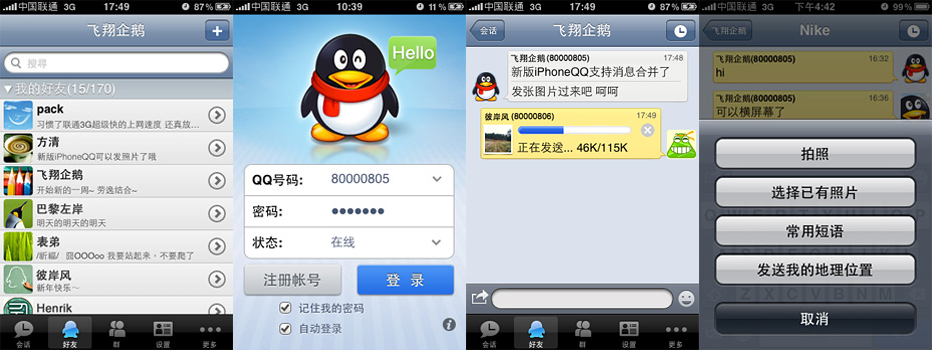 中国联通 3G 17:49 87%
飞翔企鹅
+
搜尋
我的好友(15/170)
pack
习惯了联通3G超级快的上网速度 还真放...
方清
新版iPhoneQQ可以发照片了哦
飞翔企鹅
开始新的一周~ 劳逸结合~
巴黎左岸
明天的明天的明天
表弟
/祈福/ 囧OOOoo 我要站起来，不要爬了
彼岸风
新年快乐~
Henrik
会话 好友 群 设置 更多
中国联通 3G 10:39 11%
Hello
QQ号码: 80000805
密码: ●●●●●●●
状态: 在线
注册帐号 登 录
记住我的密码
自动登录
中国联通 3G 17:49 87%
会话 飞翔企鹅
飞翔企鹅(80000805) 17:48
新版iPhoneQQ支持消息合并了
发张图片过来吧 呵呵
彼岸风 (80000806) 17:49
正在发送... 46K/115K
会话 好友 群 设置 更多
中国联通 3G 下午4:42 99%
飞翔企鹅 Nike
飞翔企鹅(80000805) 16:32
hi
飞翔企鹅(80000805) 16:36
可以横屏幕了
拍照
选择已有照片
常用短语
发送我的地理位置
Z X C V B N M
取消